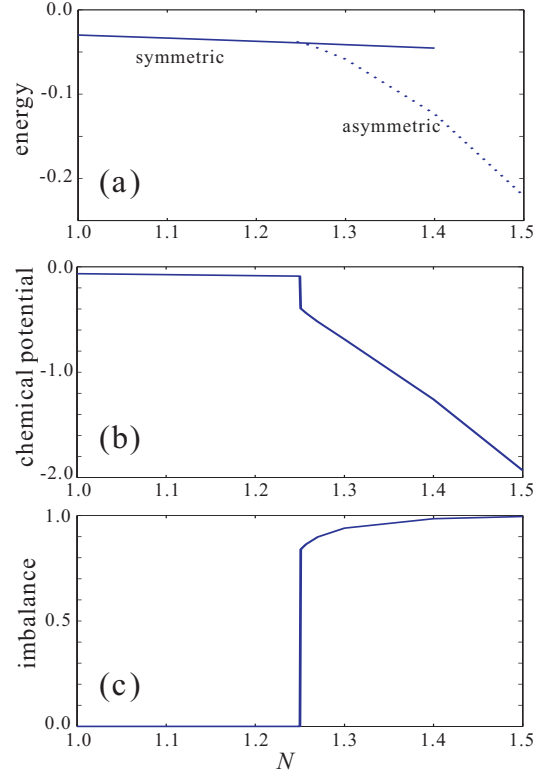 0.0
symmetric
-0.1
asymmetric
energy
-0.2
(a)
1.0 1.1 1.2 1.3 1.4 1.5
0.0
-1.0
chemical potential
(b)
-2.0
1.0 1.1 1.2 1.3 1.4 1.5
1.0
0.5
imbalance
(c)
0.0
1.0 1.1 1.2 1.3 1.4 1.5
N